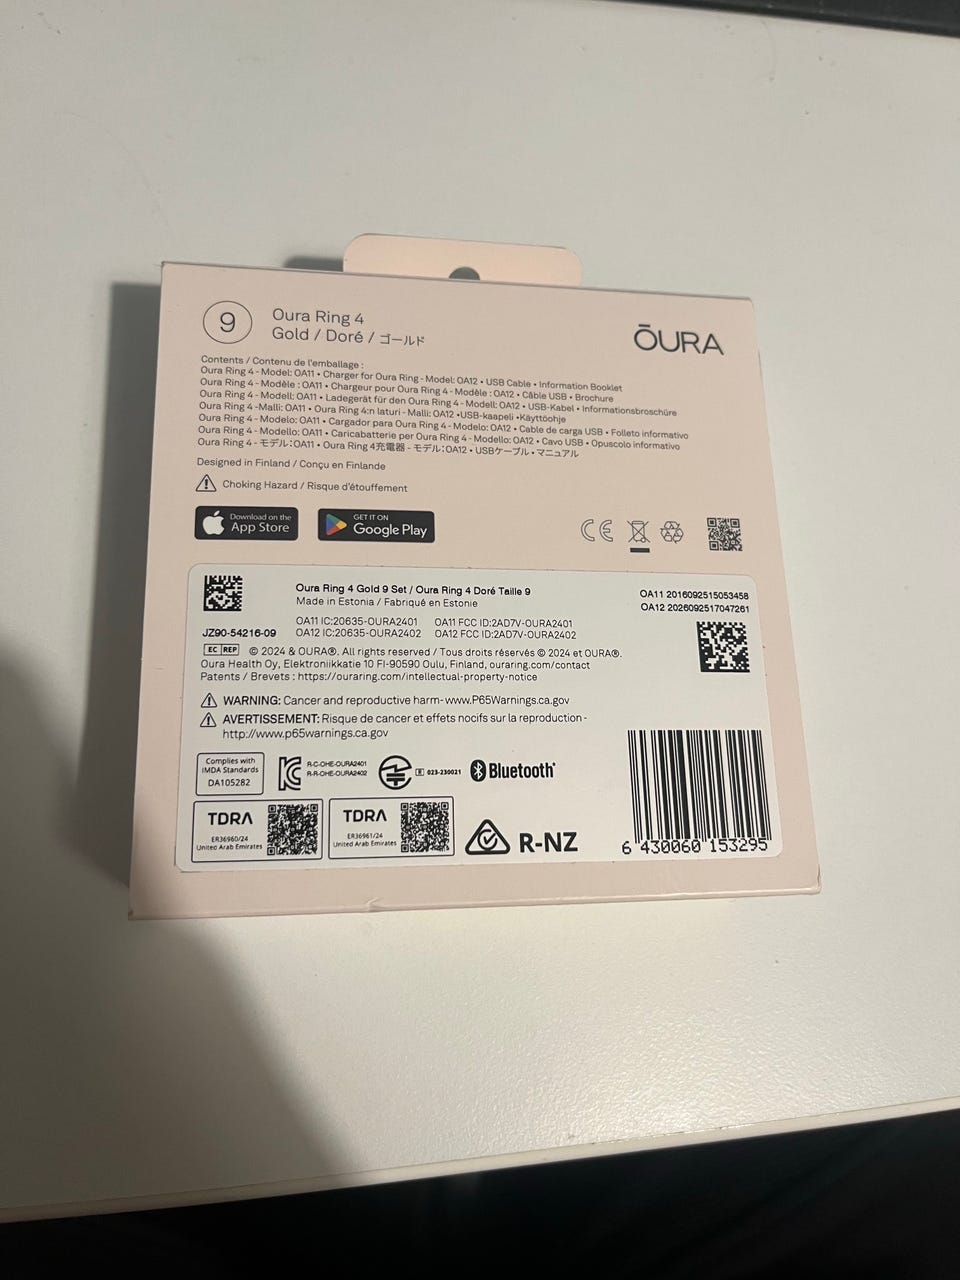 9
Oura Ring 4
Gold / Doré / ゴールド
ŌURA
Contents / Contenu de l'emballage :
Oura Ring 4 - Model: OA11 • Charger for Oura Ring - Model: OA12 • USB Cable • Information Booklet
Oura Ring 4 - Modèle : OA11 • Chargeur pour Oura Ring 4 - Modèle : OA12 • Câble USB • Brochure
Oura Ring 4 - Modell: OA11 • Ladegerät für den Oura Ring 4 - Modell: OA12 • USB-Kabel • Informationsbroschüre
Oura Ring 4 -Malli: OA11 • Oura Ring 4:n laturi - Malli: OA12 •USB-kaapeli •Käyttöohje
Oura Ring 4 - Modelo: OA11 • Cargador para Oura Ring 4 - Modelo: OA12 • Cable de carga USB • Folleto informativo
Oura Ring 4 - Modello: OA11 • Caricabatterie per Oura Ring 4 - Modello: OA12 • Cavo USB • Opuscolo informativo
Oura Ring 4 - モデル：OA11 • Oura Ring 4充電器 - モデル：OA12 • USBケーブル • マニュアル
Designed in Finland / Conçu en Finlande
Choking Hazard / Risque d'étouffement
Download on the
App Store
GET IT ON
Google Play
CE
Oura Ring 4 Gold 9 Set / Oura Ring 4 Doré Taille 9
Made in Estonia / Fabriqué en Estonie
OA11 2016092515053458
OA12 2026092517047261
OA11 IC:20635-OURA2401 OA11 FCC ID:2AD7V-OURA2401
OA12 IC:20635-OURA2402 OA12 FCC ID:2AD7V-OURA2402
JZ90-54216-09
EC REP © 2024 & OURA®. All rights reserved / Tous droits réservés © 2024 et OURA®.
Oura Health Oy, Elektroniikkatie 10 FI-90590 Oulu, Finland, ouraring.com/contact
Patents / Brevets : https://ouraring.com/intellectual-property-notice
WARNING: Cancer and reproductive harm- www.P65Warnings.ca.gov
AVERTISSEMENT: Risque de cancer et effets nocifs sur la reproduction -
http://www.p65warnings.ca.gov
Complies with
IMDA Standards
DA105282
R-C-OHE-OURA2401
R-R-OHE-OURA2402
R 023-230021
Bluetooth®
TDRA
ER36960/24
United Arab Emirates
TDRA
ER36961/24
United Arab Emirates
R-NZ
6 430060 153295